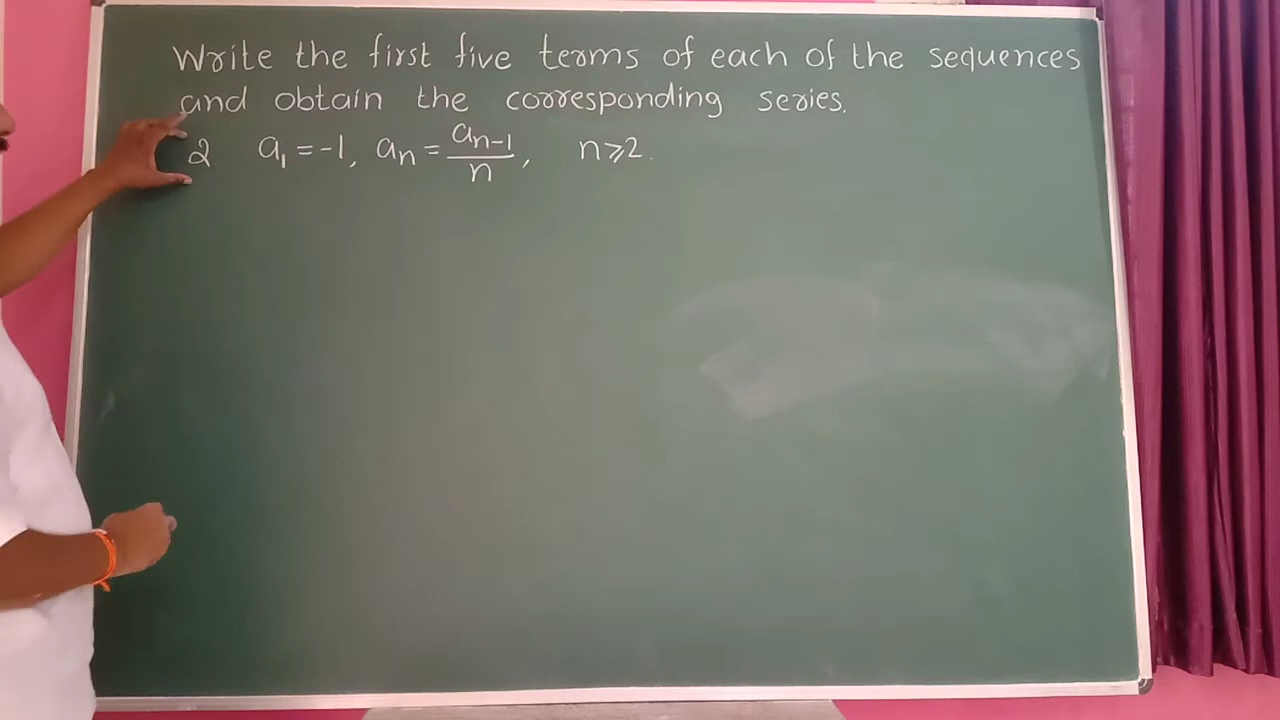 Write the first five terms of each of the sequences
and obtain the corresponding series.
2. a₁ = -1, aₙ = aₙ₋₁/n, n⩾2.